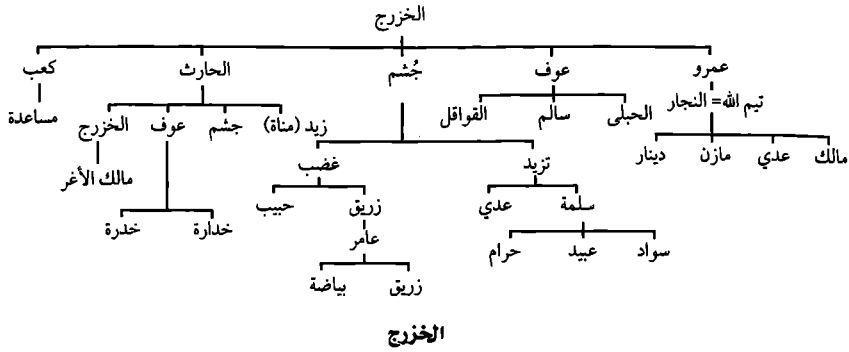 الخزرج
عمرو عوف جُشم الحارث كعب
تيم الله= النجار الحبلى سالم القواقل زيد (مناة) جشم عوف الخزرج مساعدة
مالك عدي مازن دينار تزيد غضب مالك الأغر
سلمة عدي زريق حبيب خدارة خدرة
سواد عبيد حرام عامر
زريق بياضة
الخزرج